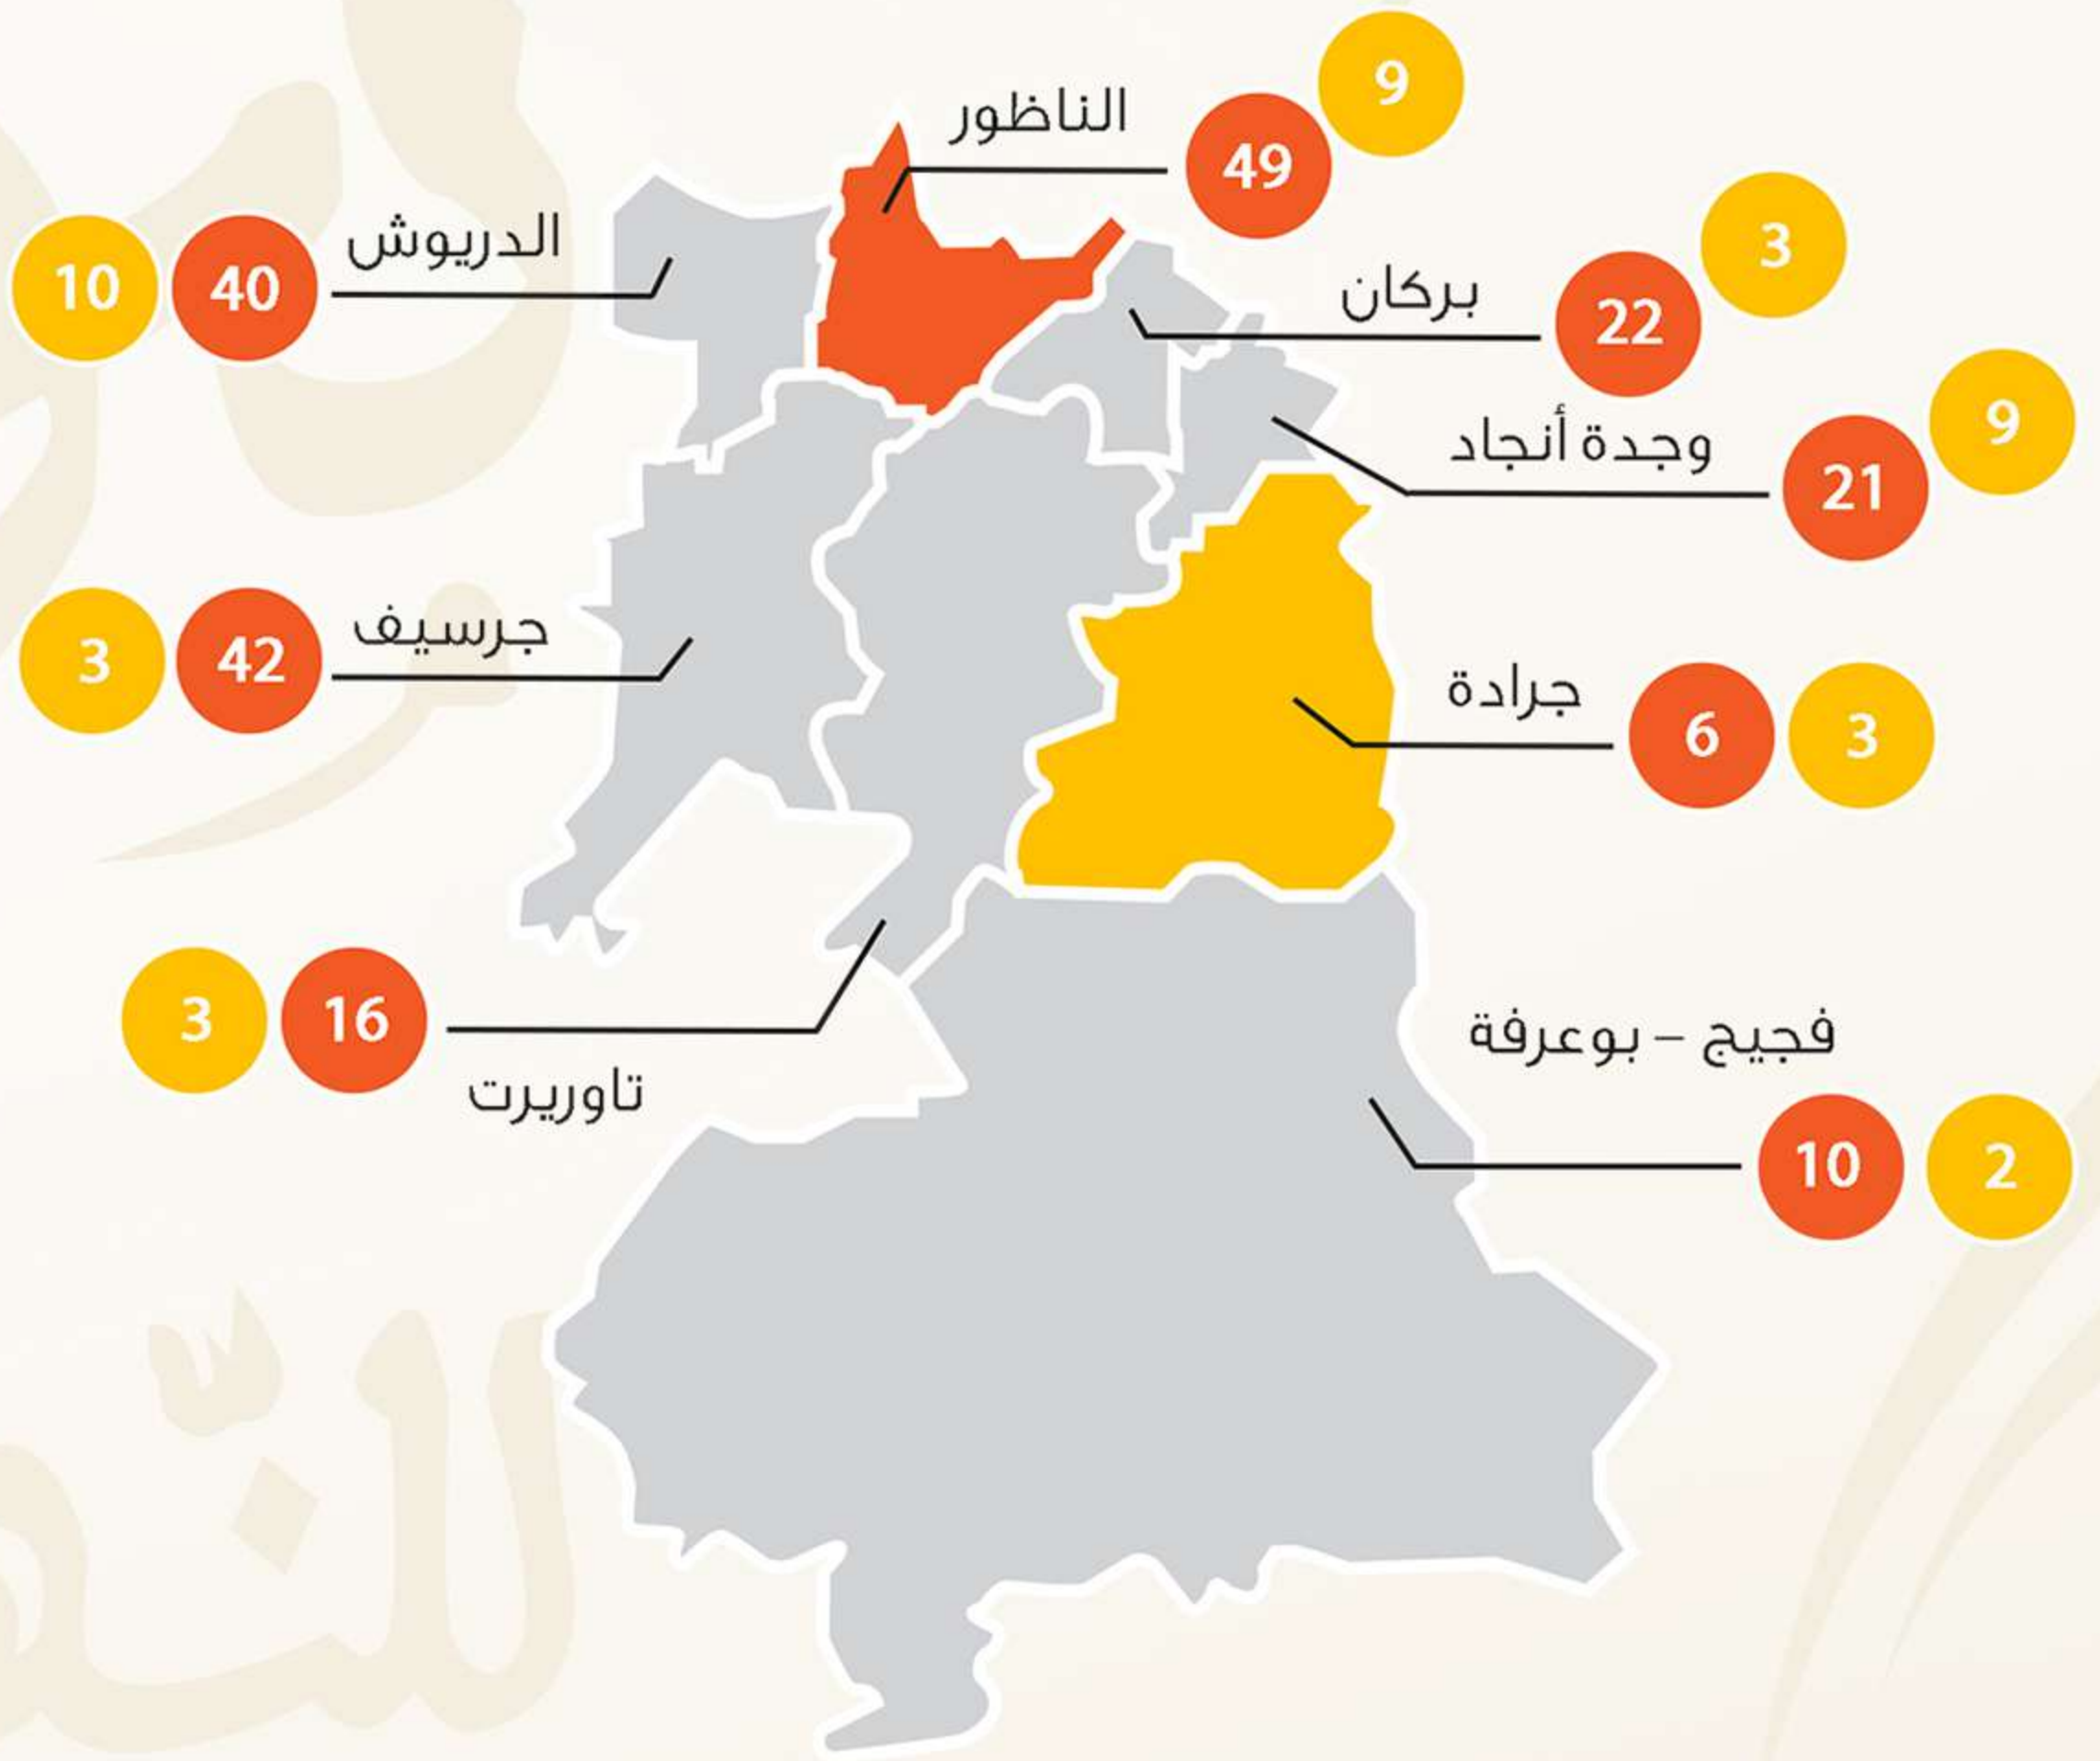 9
الناظور
49
3
الدريوش
40
10
بركان
22
9
وجدة أنجاد
21
جرسيف
42
3
جرادة
6
3
16
3
تاوريرت
فجيج – بوعرفة
10
2